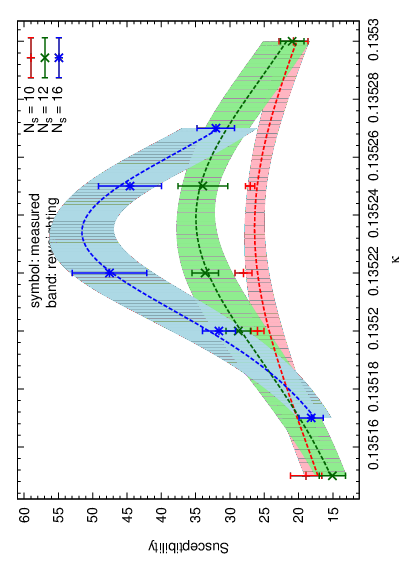 N_s = 10
N_s = 12
N_s = 16
symbol: measured
band: reweighting
60
55
50
45
40
35
30
25
20
15
Susceptibility
0.13516 0.13518 0.1352 0.13522 0.13524 0.13526 0.13528 0.1353
κ